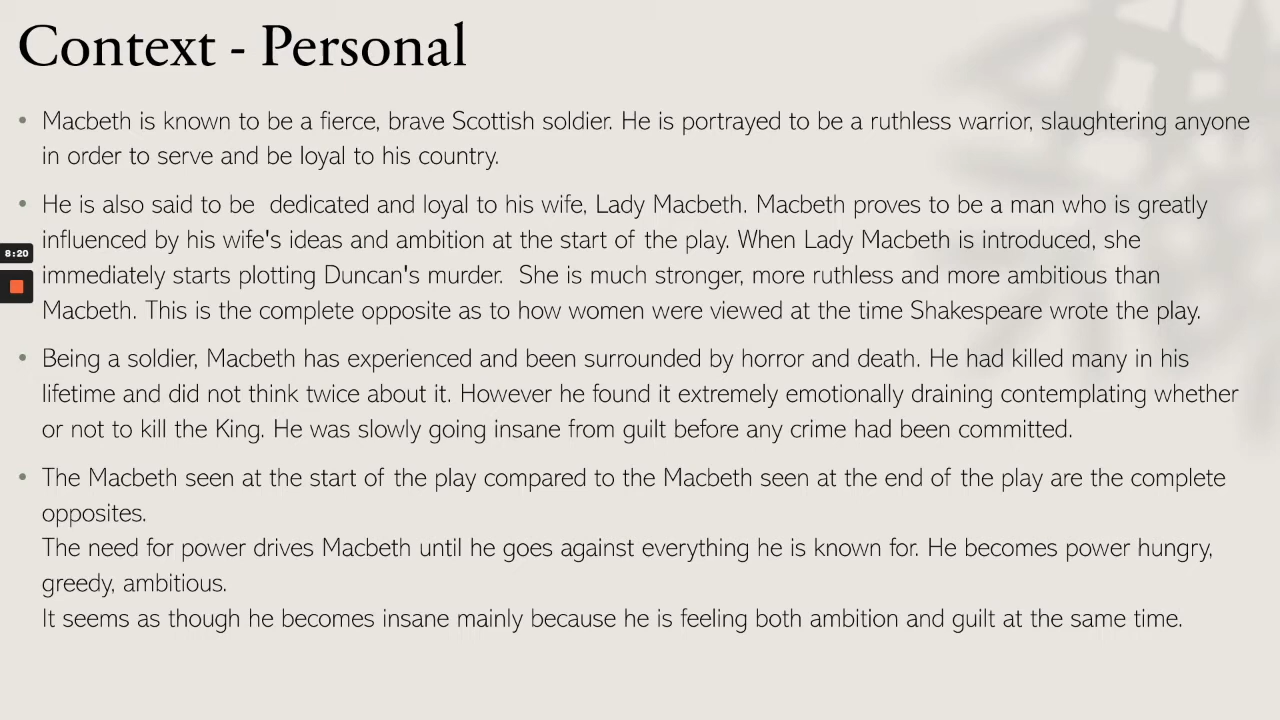 Context - Personal
• Macbeth is known to be a fierce, brave Scottish soldier. He is portrayed to be a ruthless warrior, slaughtering anyone
in order to serve and be loyal to his country.
• He is also said to be  dedicated and loyal to his wife, Lady Macbeth. Macbeth proves to be a man who is greatly
influenced by his wife's ideas and ambition at the start of the play. When Lady Macbeth is introduced, she
8:20
immediately starts plotting Duncan's murder.  She is much stronger, more ruthless and more ambitious than
Macbeth. This is the complete opposite as to how women were viewed at the time Shakespeare wrote the play.
• Being a soldier, Macbeth has experienced and been surrounded by horror and death. He had killed many in his
lifetime and did not think twice about it. However he found it extremely emotionally draining contemplating whether
or not to kill the King. He was slowly going insane from guilt before any crime had been committed.
• The Macbeth seen at the start of the play compared to the Macbeth seen at the end of the play are the complete
opposites.
The need for power drives Macbeth until he goes against everything he is known for. He becomes power hungry,
greedy, ambitious.
It seems as though he becomes insane mainly because he is feeling both ambition and guilt at the same time.